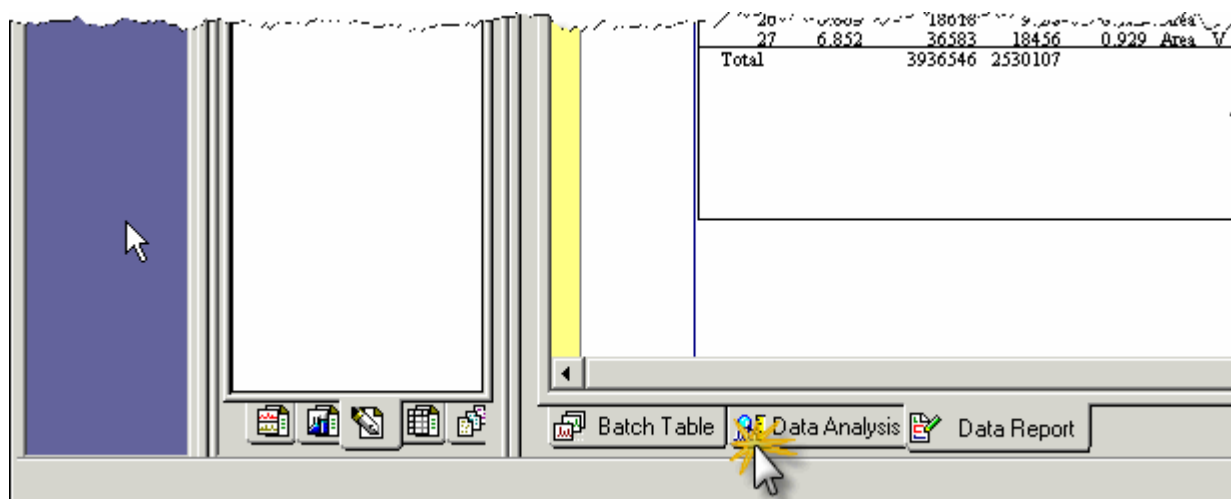 27 6.852 36583 18456 0.929 Area V
Total 3936546 2530107
Batch Table Data Analysis Data Report